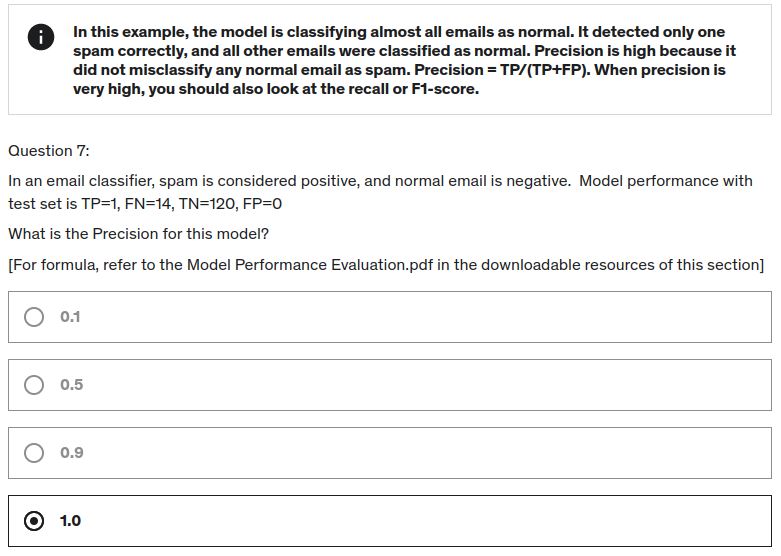 In this example, the model is classifying almost all emails as normal. It detected only one
spam correctly, and all other emails were classified as normal. Precision is high because it
did not misclassify any normal email as spam. Precision = TP/(TP+FP). When precision is
very high, you should also look at the recall or F1-score.
Question 7:
In an email classifier, spam is considered positive, and normal email is negative.  Model performance with
test set is TP=1, FN=14, TN=120, FP=0
What is the Precision for this model?
[For formula, refer to the Model Performance Evaluation.pdf in the downloadable resources of this section]
0.1
0.5
0.9
1.0